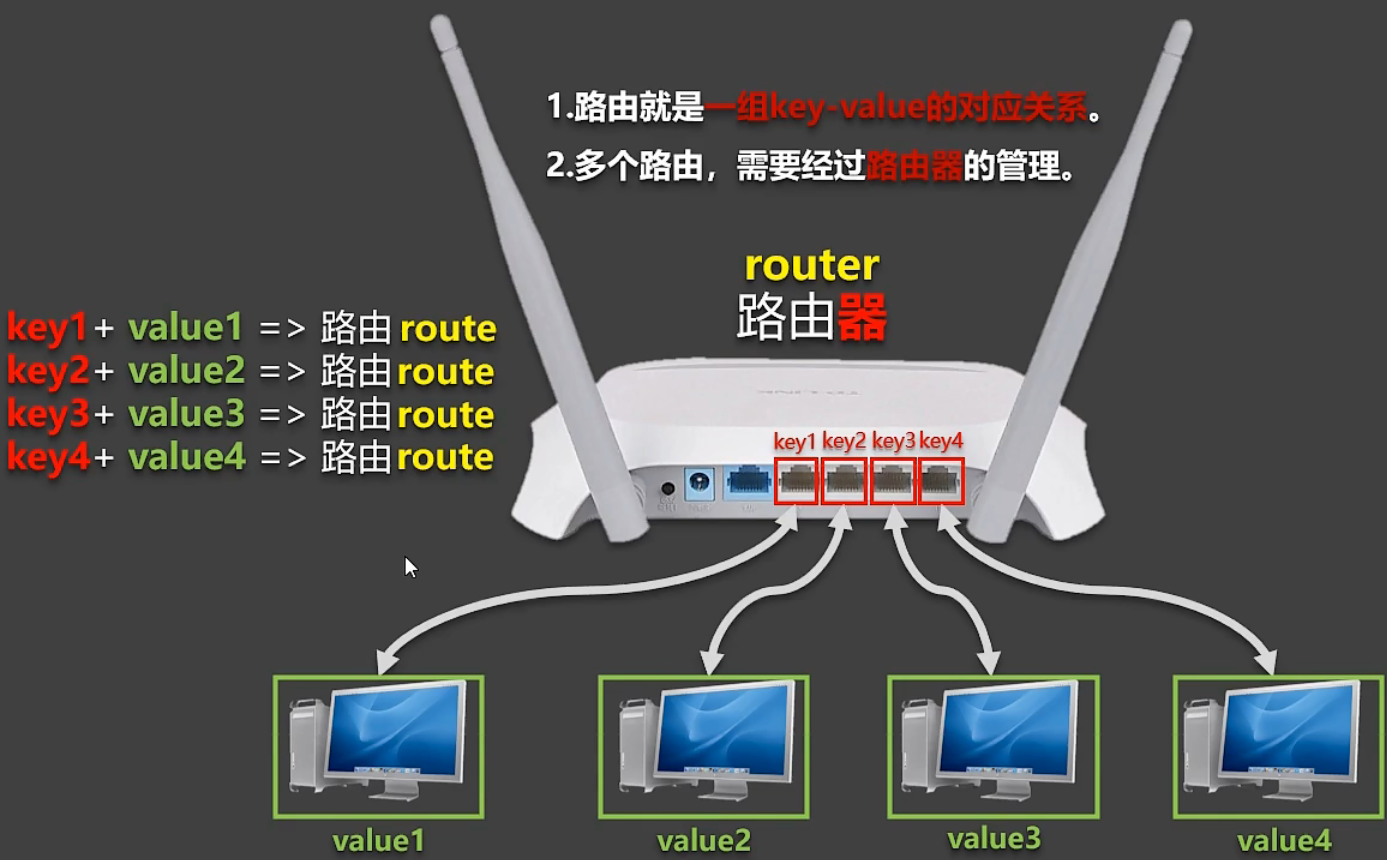 1.路由就是一组key-value的对应关系。
2.多个路由，需要经过路由器的管理。
router
路由器
key1+ value1 => 路由 route
key2+ value2 => 路由 route
key3+ value3 => 路由 route
key4+ value4 => 路由 route
key1 key2 key3 key4
value1 value2 value3 value4